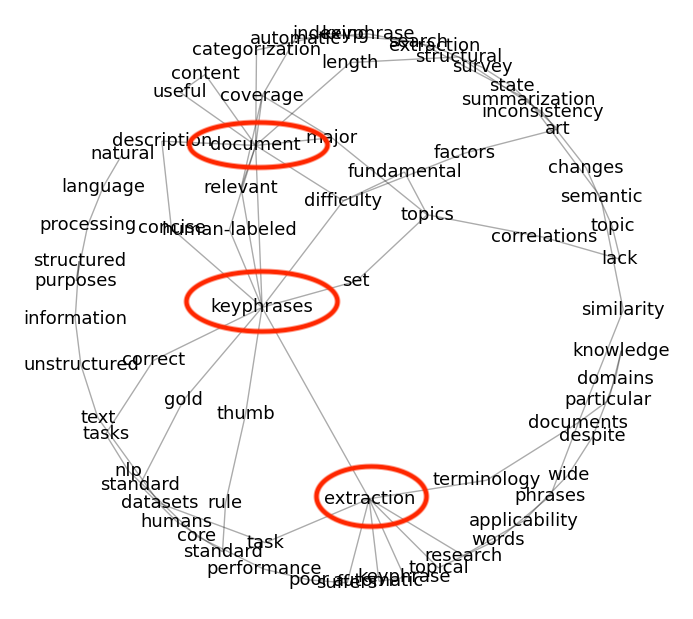 indexing
keyphrase
automatic
search
extraction
categorization
structural
length
survey
content
state
useful
coverage
summarization
inconsistency
art
description
document
major
natural
factors
changes
fundamental
language
relevant
semantic
difficulty
topics
processing
concise
human-labeled
topic
correlations
structured
lack
purposes
set
keyphrases
similarity
information
knowledge
unstructured
correct
domains
gold
particular
text
thumb
documents
tasks
despite
nlp
standard
terminology
wide
datasets
rule
extraction
phrases
humans
applicability
core
words
standard
task
research
performance
topical
poor
suffers
automatic
keyphrase